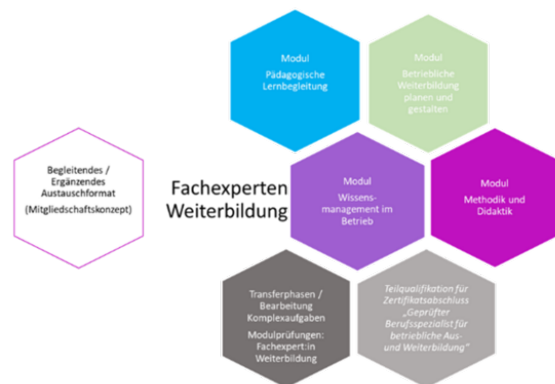 Modul
Pädagogische
Lernbegleitung
Modul
Betriebliche
Weiterbildung
planen und
gestalten
Begleitendes /
Ergänzendes
Austauschformat
(Mitgliedschaftskonzept)
Fachexperten
Weiterbildung
Modul
Wissens-
management im
Betrieb
Modul
Methodik und
Didaktik
Transferphasen /
Bearbeitung
Komplexaufgaben
Modulprüfungen:
Fachexpert:in
Weiterbildung
Teilqualifikation für
Zertifikatsabschluss
„Geprüfter
Berufsspezialist für
betriebliche Aus-
und Weiterbildung"